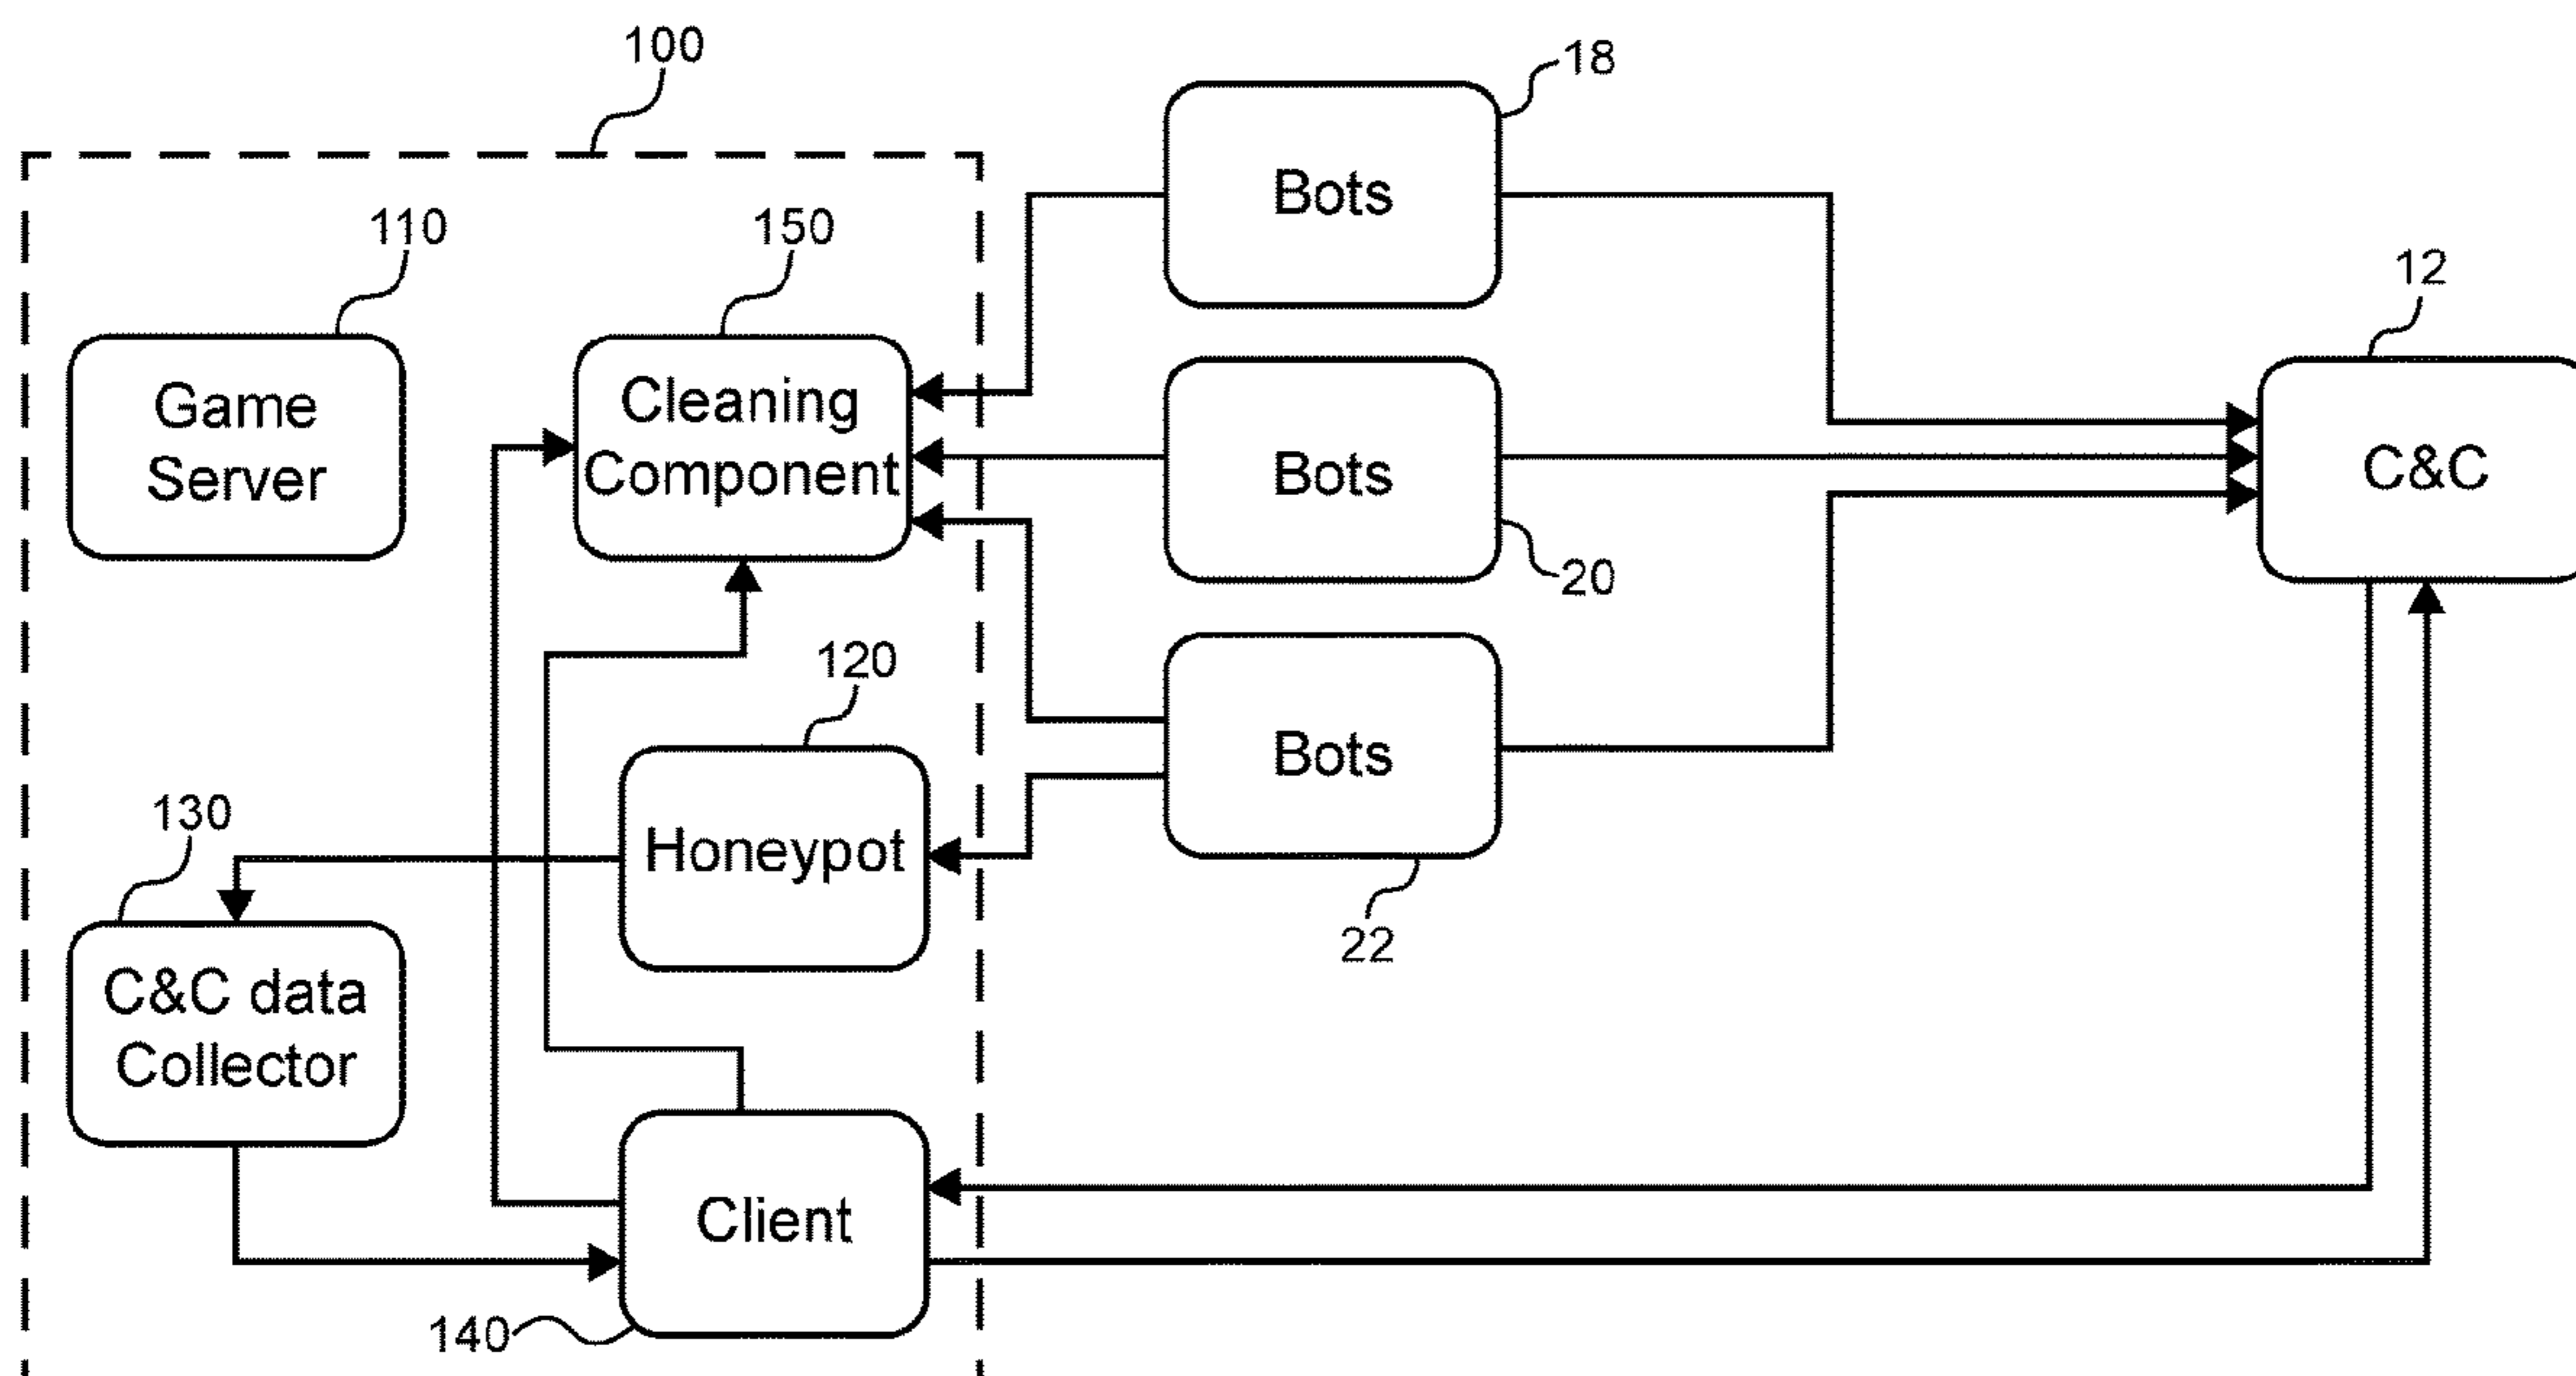 100
18
110
150
12
Bots
Game
Server
Cleaning
Component
Bots
C&C
20
120
Bots
130
Honeypot
22
C&C data
Collector
Client
140